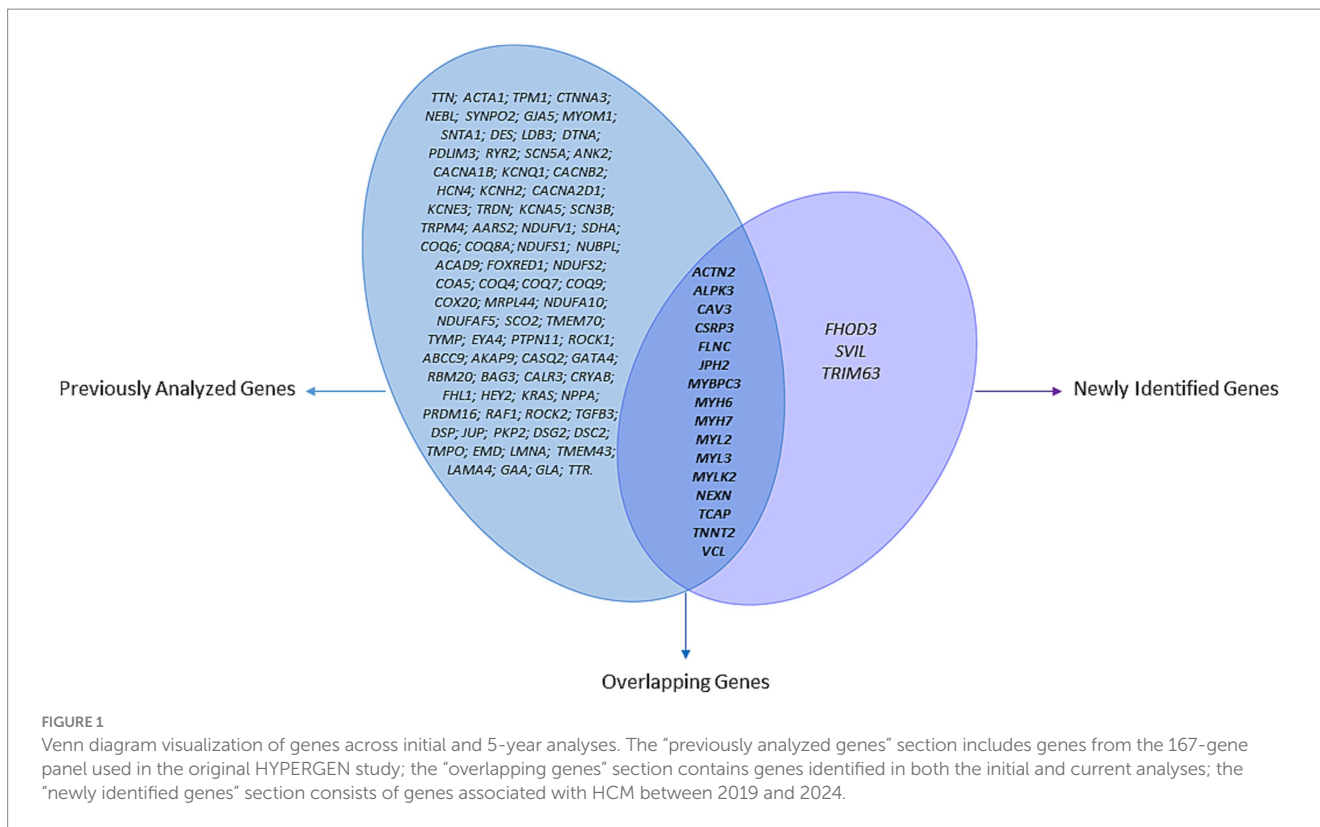 TTN; ACTA1; TPM1; CTNNA3;
NEBL; SYNPO2; GJA5; MYOM1;
SNTA1; DES; LDB3; DTNA;
PDLIM3; RYR2; SCN5A; ANK2;
CACNA1B; KCNQ1; CACNB2;
HCN4; KCNH2; CACNA2D1;
KCNE3; TRDN; KCNA5; SCN3B;
TRPM4; AARS2; NDUFV1; SDHA;
COQ6; COQ8A; NDUFS1; NUBPL;
ACAD9; FOXRED1; NDUFS2;
COA5; COQ4; COQ7; COQ9;
COX20; MRPL44; NDUFA10;
NDUFAF5; SCO2; TMEM70;
TYMP; EYA4; PTPN11; ROCK1;
ABCC9; AKAP9; CASQ2; GATA4;
RBM20; BAG3; CALR3; CRYAB;
FHL1; HEY2; KRAS; NPPA;
PRDM16; RAF1; ROCK2; TGFB3;
DSP; JUP; PKP2; DSG2; DSC2;
TMPO; EMD; LMNA; TMEM43;
LAMA4; GAA; GLA; TTR.
ACTN2
ALPK3
CAV3
CSRP3
FLNC
JPH2
MYBPC3
MYH6
MYH7
MYL2
MYL3
MYLK2
NEXN
TCAP
TNNT2
VCL
FHOD3
SVIL
TRIM63
Previously Analyzed Genes
Newly Identified Genes
Overlapping Genes
FIGURE 1
Venn diagram visualization of genes across initial and 5-year analyses. The “previously analyzed genes” section includes genes from the 167-gene
panel used in the original HYPERGEN study; the “overlapping genes” section contains genes identified in both the initial and current analyses; the
“newly identified genes” section consists of genes associated with HCM between 2019 and 2024.